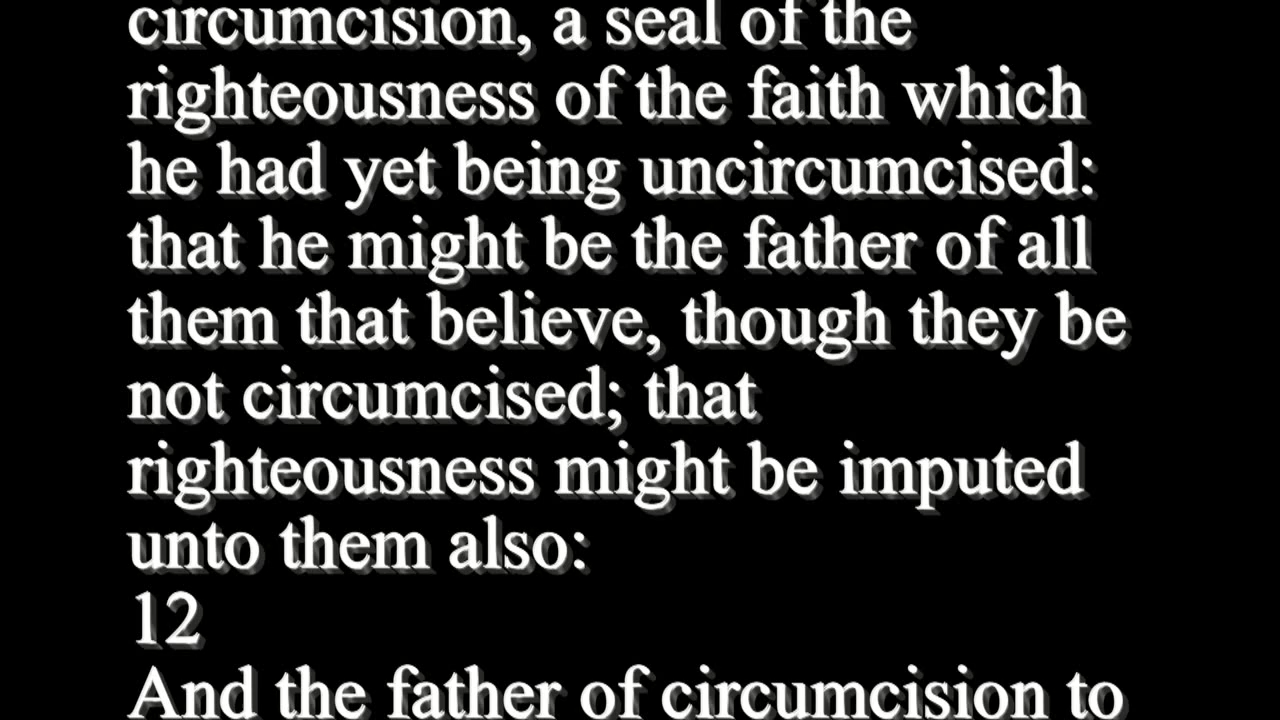 circumcision, a seal of the
righteousness of the faith which
he had yet being uncircumcised:
that he might be the father of all
them that believe, though they be
not circumcised; that
righteousness might be imputed
unto them also:
12
And the father of circumcision to